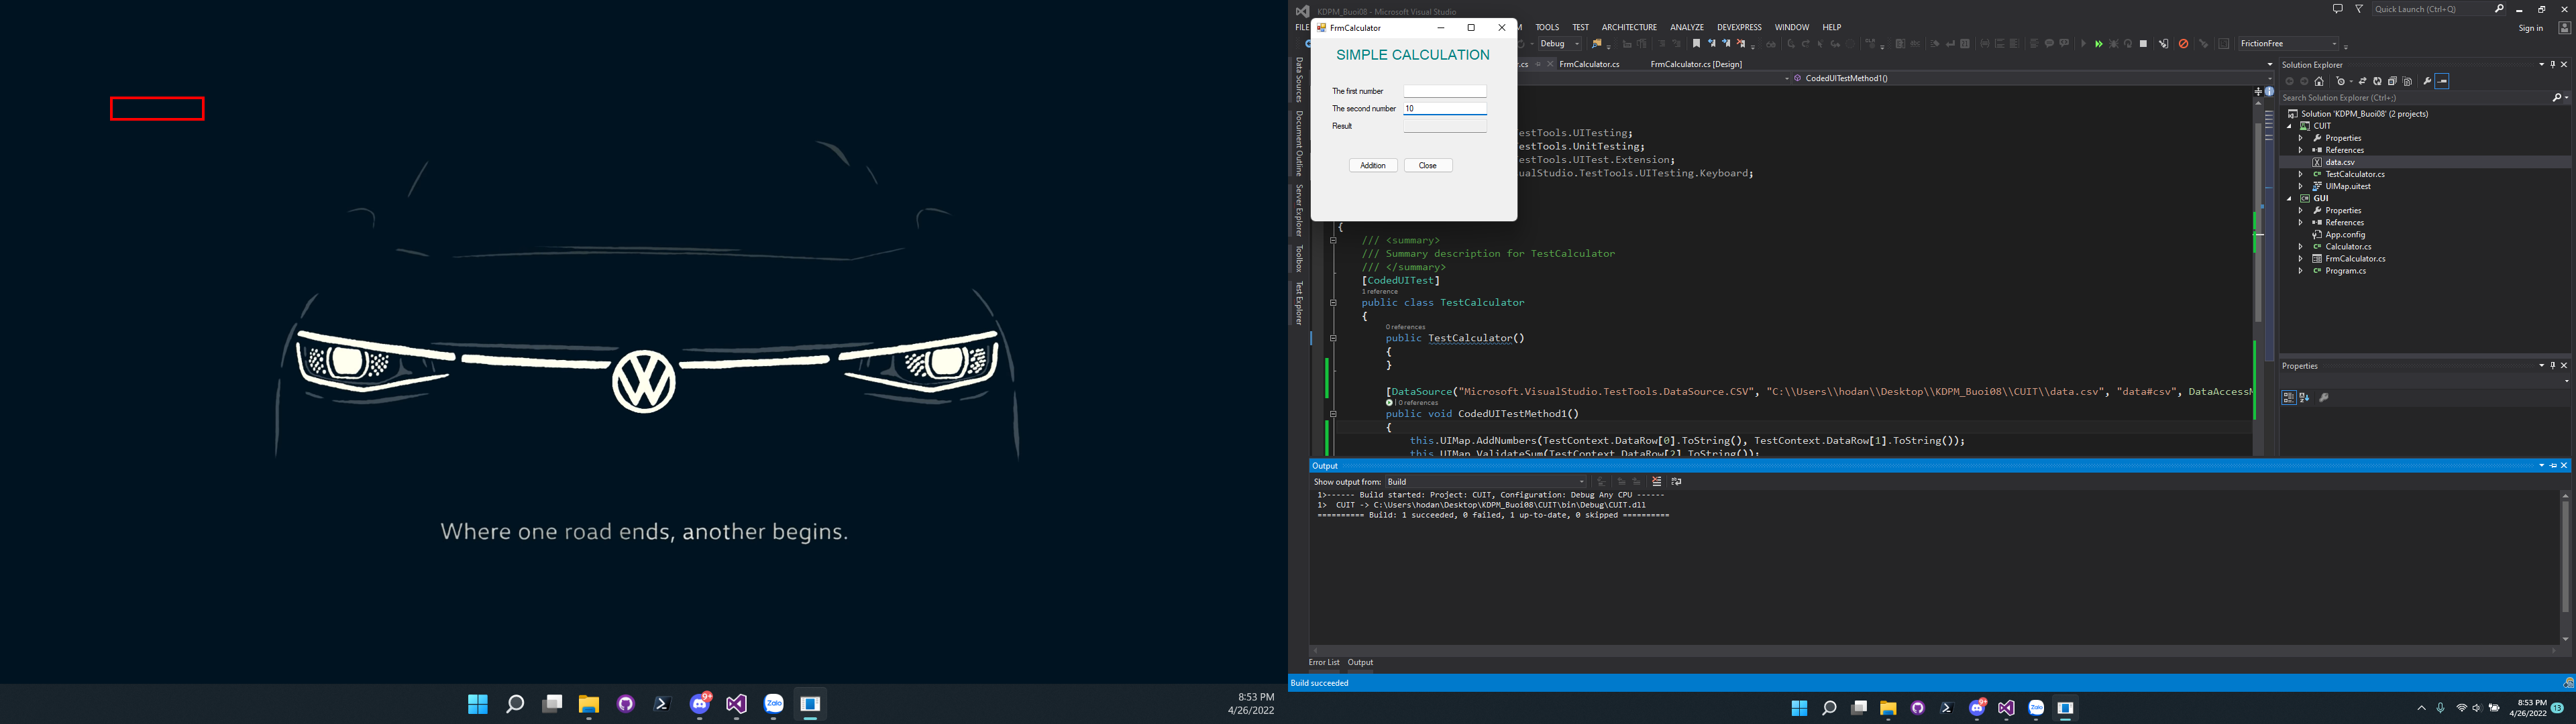 Where one road ends, another begins.
8:53 PM
4/26/2022
9+
Zalo
KDPM_Buoi08 - Microsoft Visual Studio
Quick Launch (Ctrl+Q)
FILE
TOOLS TEST ARCHITECTURE ANALYZE DEVEXPRESS WINDOW HELP
Sign in
Debug
FrictionFree
FrmCalculator
SIMPLE CALCULATION
The first number
The second number 10
Result
Addition Close
Data Sources
Document Outline
Server Explorer
Toolbox
Test Explorer
FrmCalculator.cs
FrmCalculator.cs [Design]
CodedUITestMethod1()
estTools.UITesting;
estTools.UnitTesting;
estTools.UITest.Extension;
ualStudio.TestTools.UITesting.Keyboard;
{
/// <summary>
/// Summary description for TestCalculator
/// </summary>
[CodedUITest]
1 reference
public class TestCalculator
{
0 references
public TestCalculator()
{
}
[DataSource("Microsoft.VisualStudio.TestTools.DataSource.CSV", "C:\\Users\\hodan\\Desktop\\KDPM_Buoi08\\CUIT\\data.csv", "data#csv", DataAccessM
0 references
public void CodedUITestMethod1()
{
this.UIMap.AddNumbers(TestContext.DataRow[0].ToString(), TestContext.DataRow[1].ToString());
this.UIMap.ValidateSum(TestContext.DataRow[2].ToString());
Output
Show output from: Build
1>------ Build started: Project: CUIT, Configuration: Debug Any CPU ------
1>  CUIT -> C:\Users\hodan\Desktop\KDPM_Buoi08\CUIT\bin\Debug\CUIT.dll
========== Build: 1 succeeded, 0 failed, 1 up-to-date, 0 skipped ==========
Error List Output
Build succeeded
Solution Explorer
Search Solution Explorer (Ctrl+;)
Solution 'KDPM_Buoi08' (2 projects)
CUIT
Properties
References
data.csv
TestCalculator.cs
UIMap.uitest
GUI
Properties
References
App.config
Calculator.cs
FrmCalculator.cs
Program.cs
Properties
Zalo
8:53 PM
4/26/2022
13